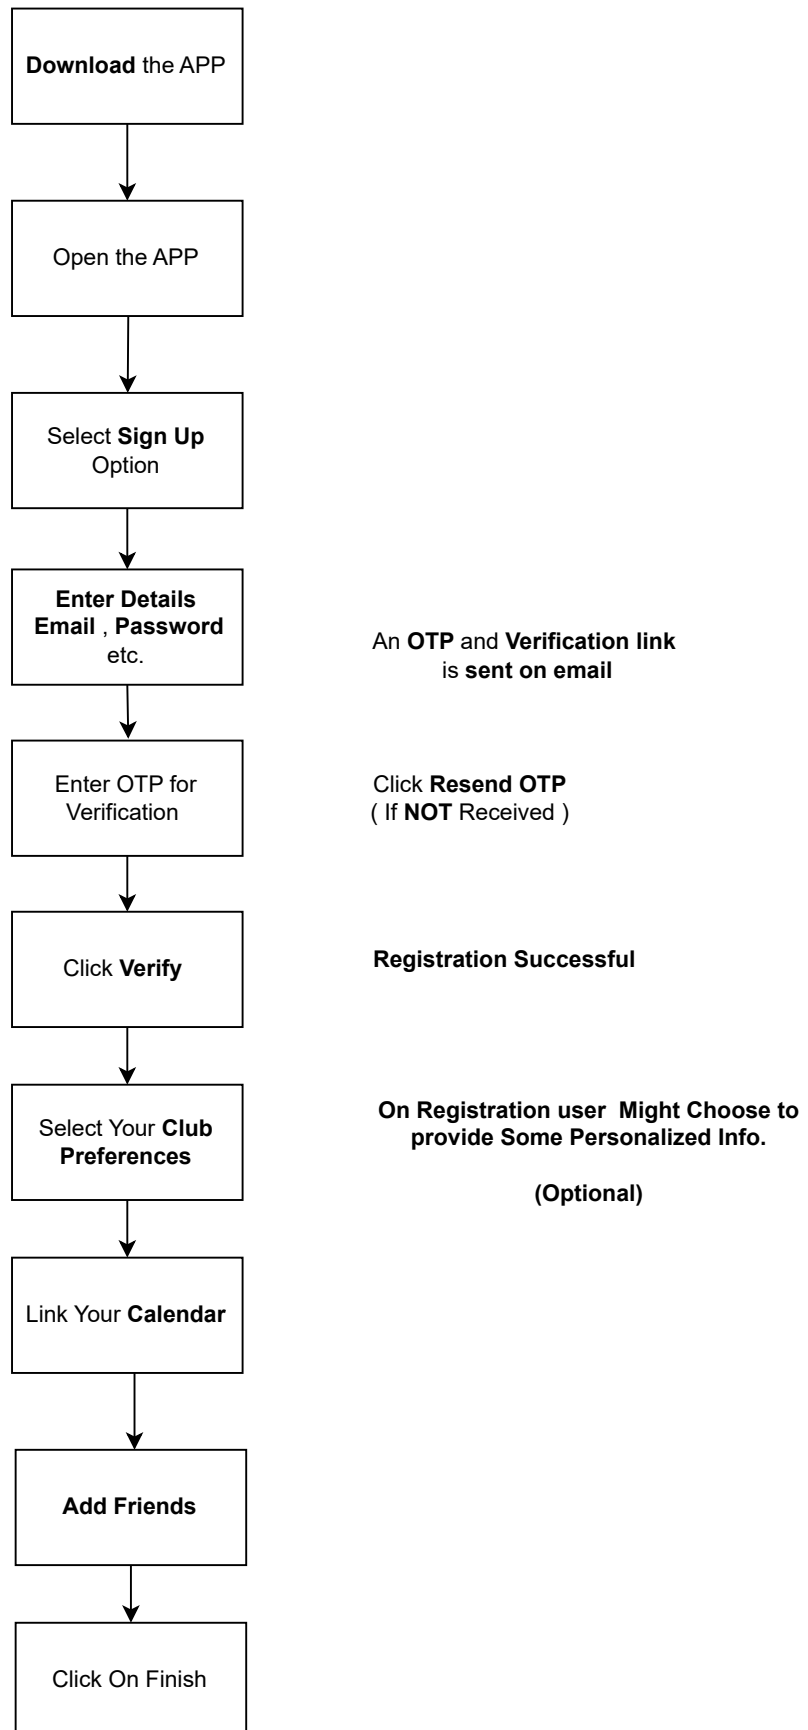 Download the APP
Open the APP
Select Sign Up
Option
Enter Details
Email , Password
etc.
An OTP and Verification link
is sent on email
Enter OTP for
Verification
Click Resend OTP
( If NOT Received )
Click Verify
Registration Successful
Select Your Club
Preferences
On Registration user  Might Choose to
provide Some Personalized Info.
(Optional)
Link Your Calendar
Add Friends
Click On Finish